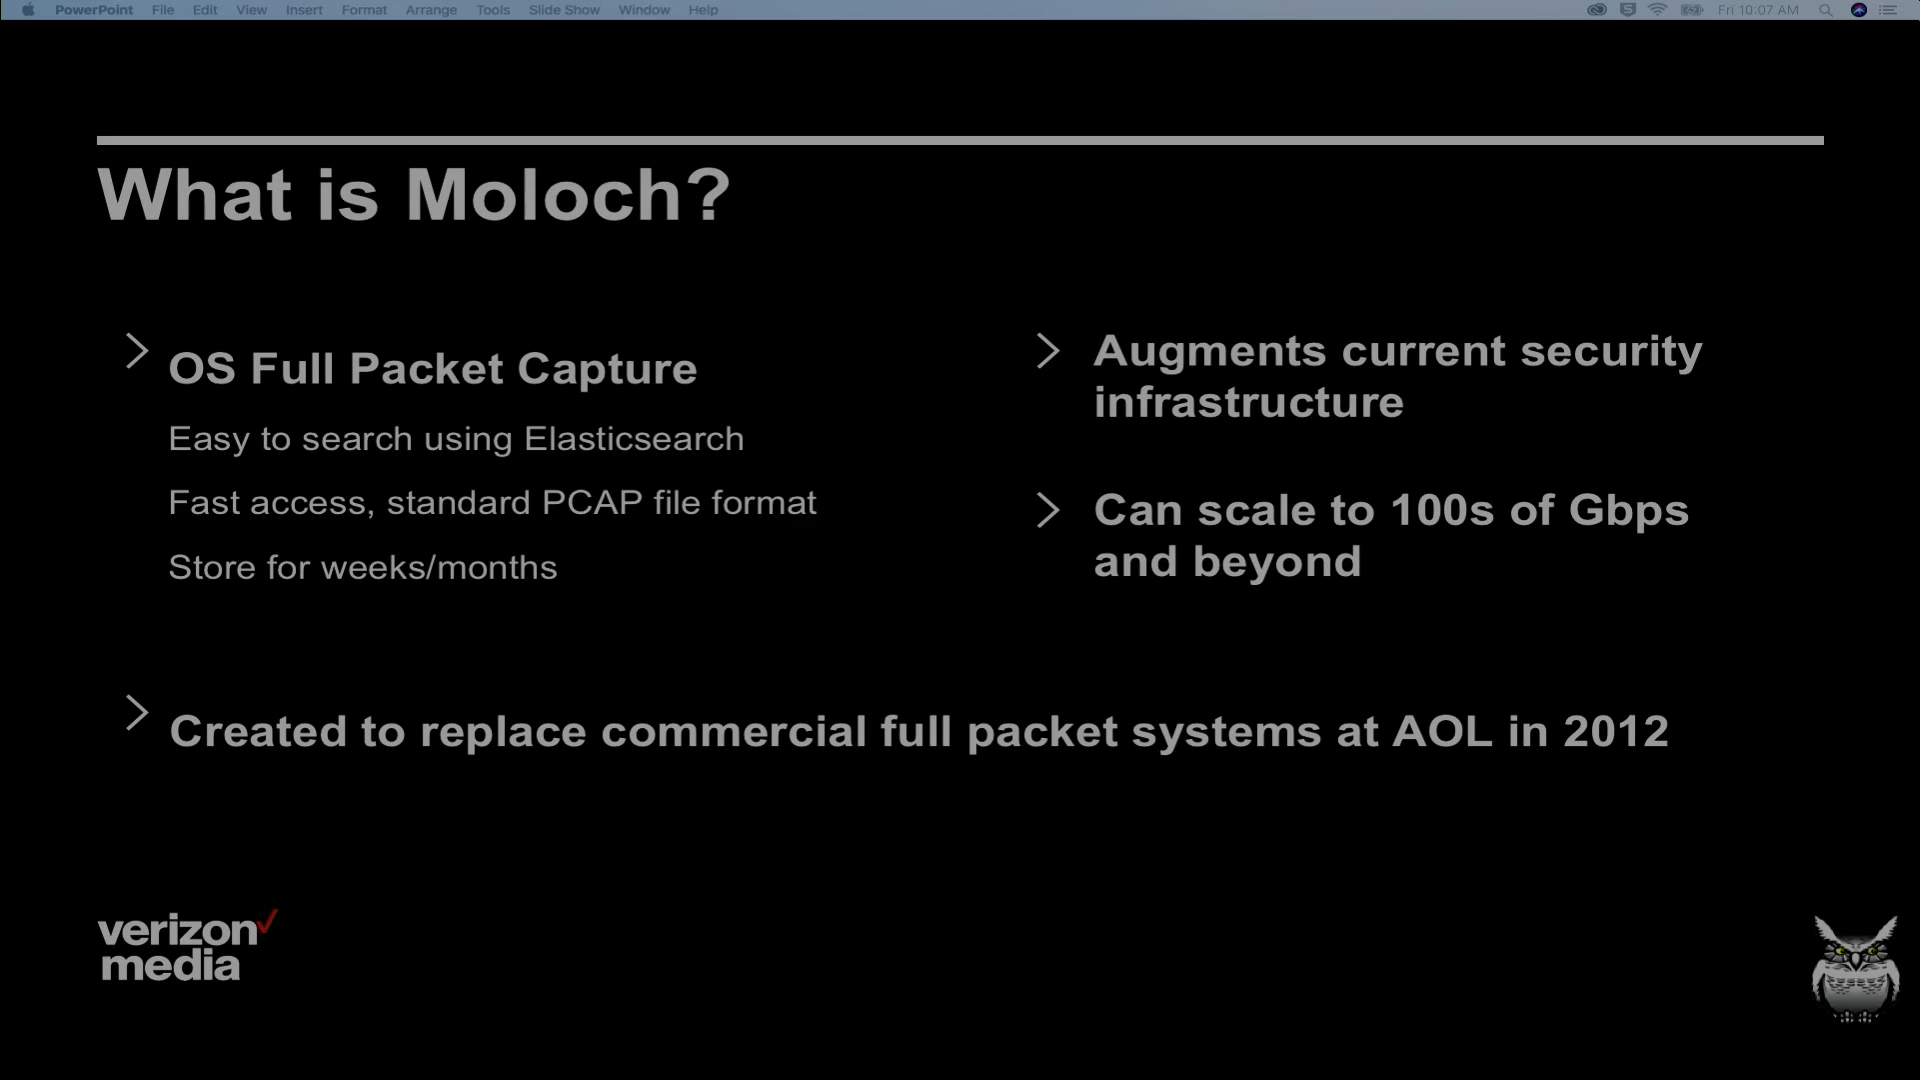 PowerPoint File Edit View Insert Format Arrange Tools Slide Show Window Help Fri 10:07 AM
What is Moloch?
OS Full Packet Capture
Easy to search using Elasticsearch
Fast access, standard PCAP file format
Store for weeks/months
Augments current security
infrastructure
Can scale to 100s of Gbps
and beyond
Created to replace commercial full packet systems at AOL in 2012
verizon
media